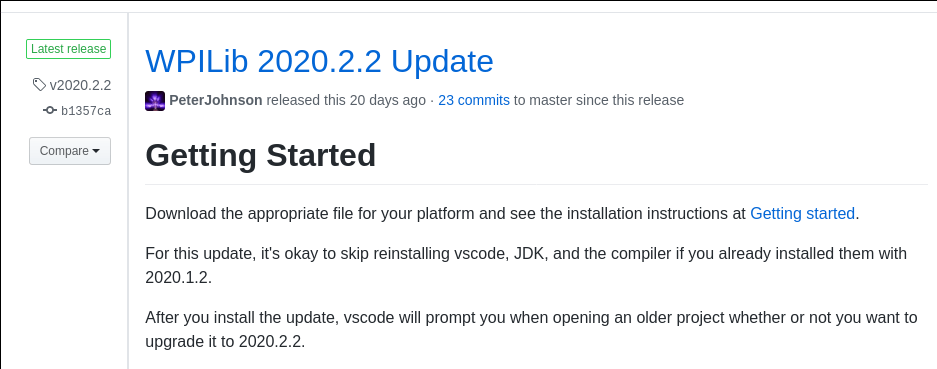 Latest release
v2020.2.2
b1357ca
Compare
WPILib 2020.2.2 Update
PeterJohnson released this 20 days ago · 23 commits to master since this release
Getting Started
Download the appropriate file for your platform and see the installation instructions at Getting started.
For this update, it's okay to skip reinstalling vscode, JDK, and the compiler if you already installed them with
2020.1.2.
After you install the update, vscode will prompt you when opening an older project whether or not you want to
upgrade it to 2020.2.2.